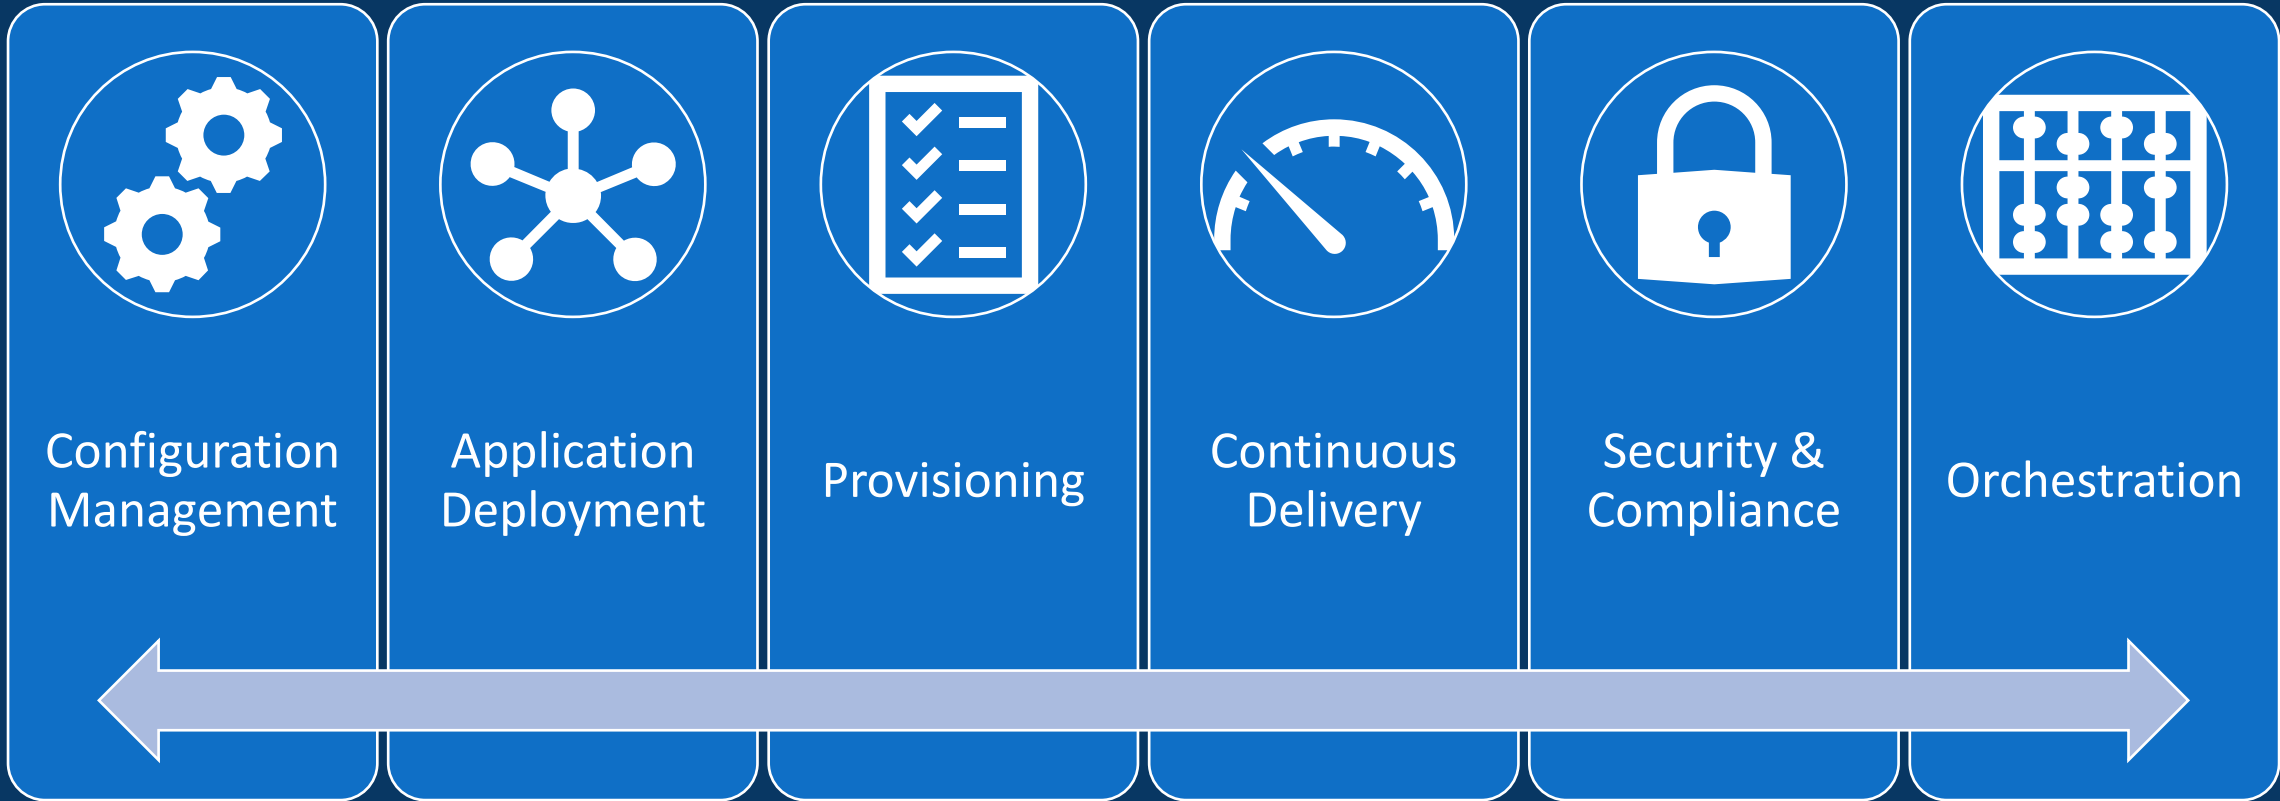 Configuration
Management
Application
Deployment
Provisioning
Continuous
Delivery
Security &
Compliance
Orchestration